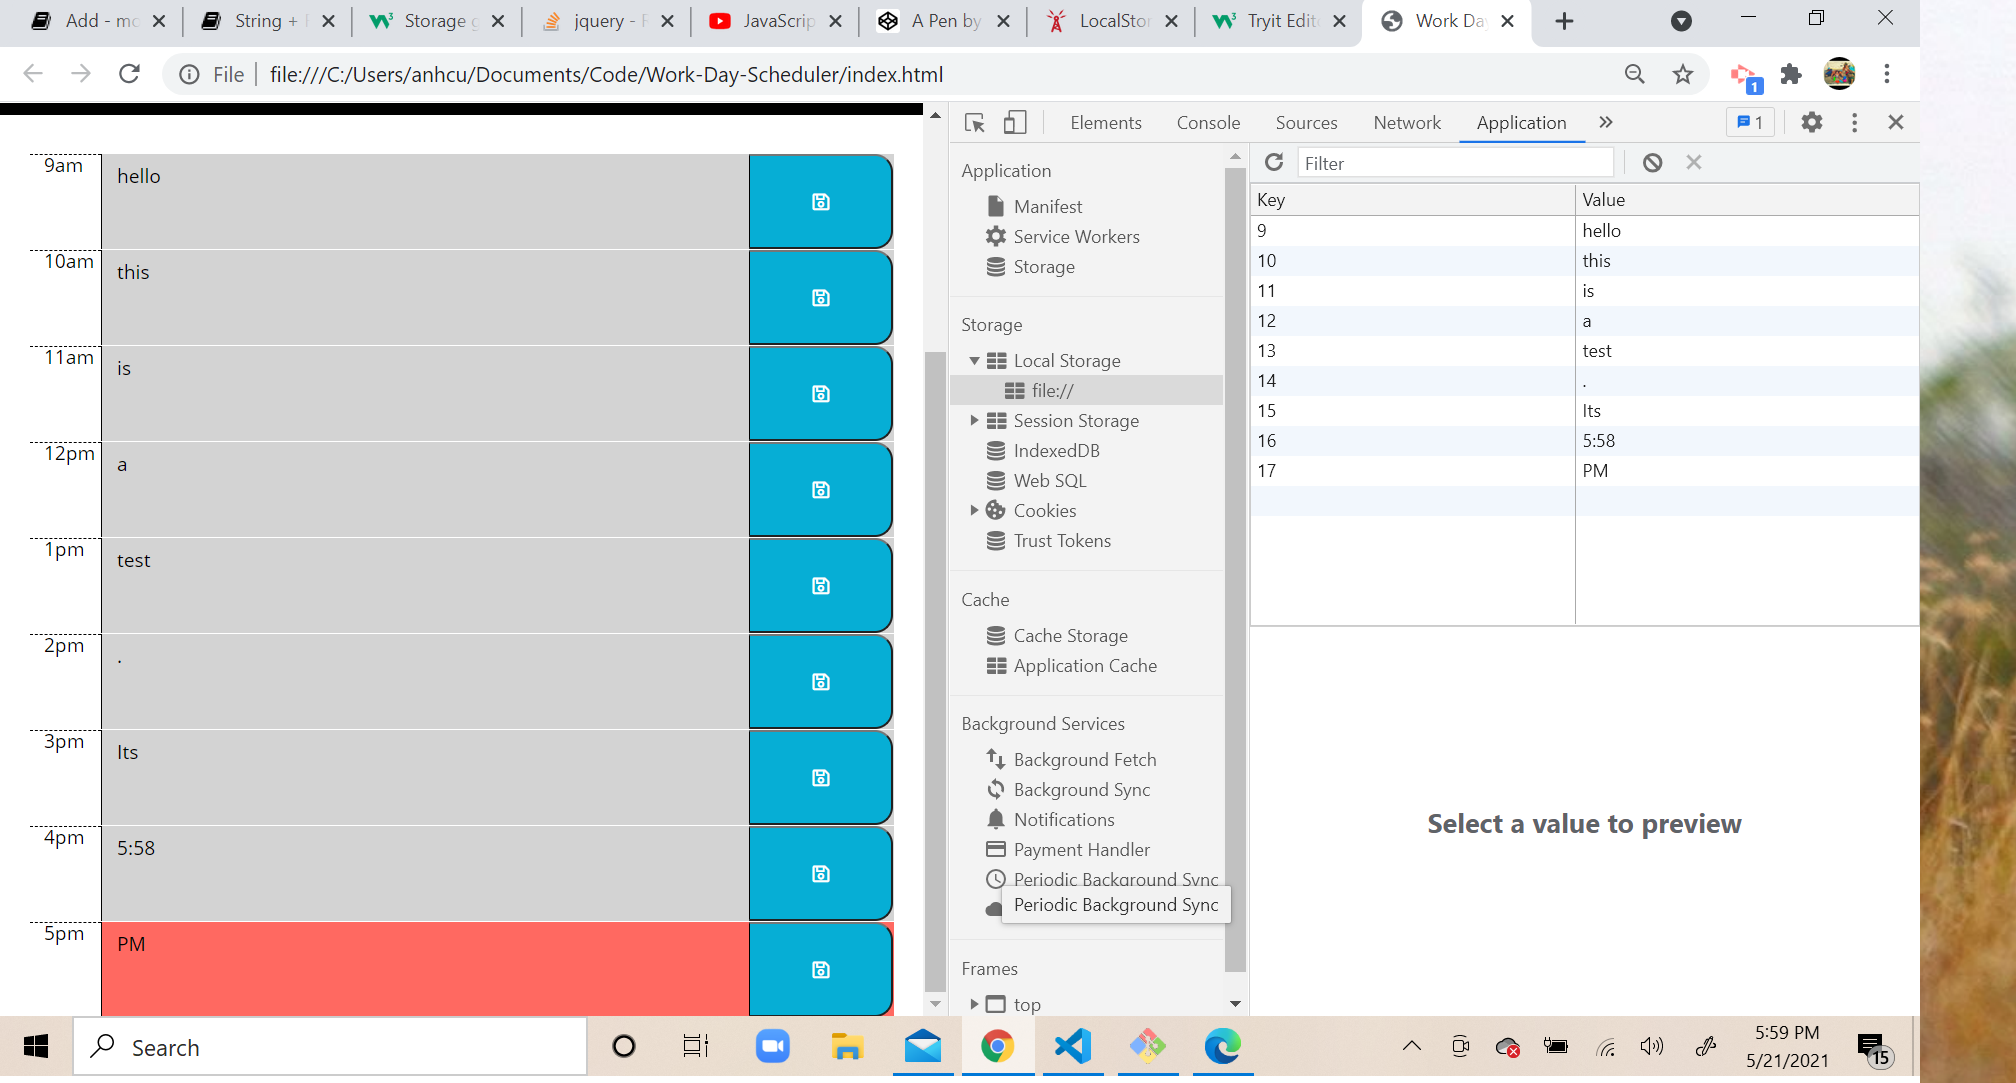 Add - mo
String + F
Storage g
jquery - F
JavaScrip
A Pen by
LocalStor
Tryit Edit
Work Da
File
file:///C:/Users/anhcu/Documents/Code/Work-Day-Scheduler/index.html
1
Elements Console Sources Network Application » 1
9am hello
10am this
11am is
12pm a
1pm test
2pm .
3pm Its
4pm 5:58
5pm PM
Application
Manifest
Service Workers
Storage
Storage
Local Storage
file://
Session Storage
IndexedDB
Web SQL
Cookies
Trust Tokens
Cache
Cache Storage
Application Cache
Background Services
Background Fetch
Background Sync
Notifications
Payment Handler
Periodic Background Sync
Periodic Background Sync
Frames
top
Filter
Key Value
9 hello
10 this
11 is
12 a
13 test
14 .
15 Its
16 5:58
17 PM
Select a value to preview
Search
5:59 PM
5/21/2021
15